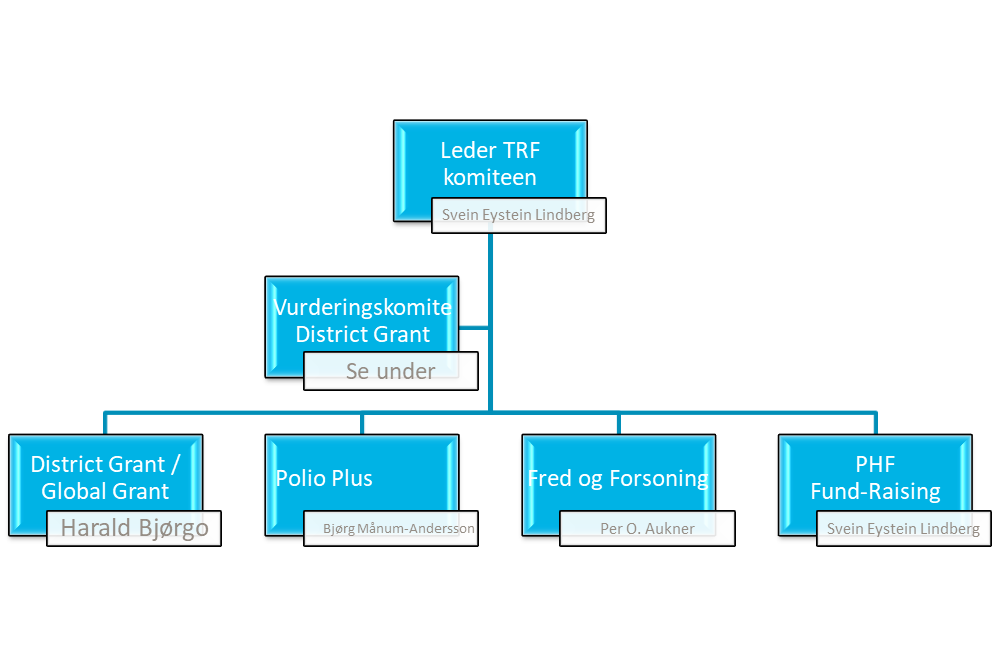 Leder TRF
komiteen
Svein Eystein Lindberg
Vurderingskomite
District Grant
Se under
District Grant /
Global Grant
Harald Bjørgo
Polio Plus
Bjørg Månum-Andersson
Fred og Forsoning
Per O. Aukner
PHF
Fund-Raising
Svein Eystein Lindberg